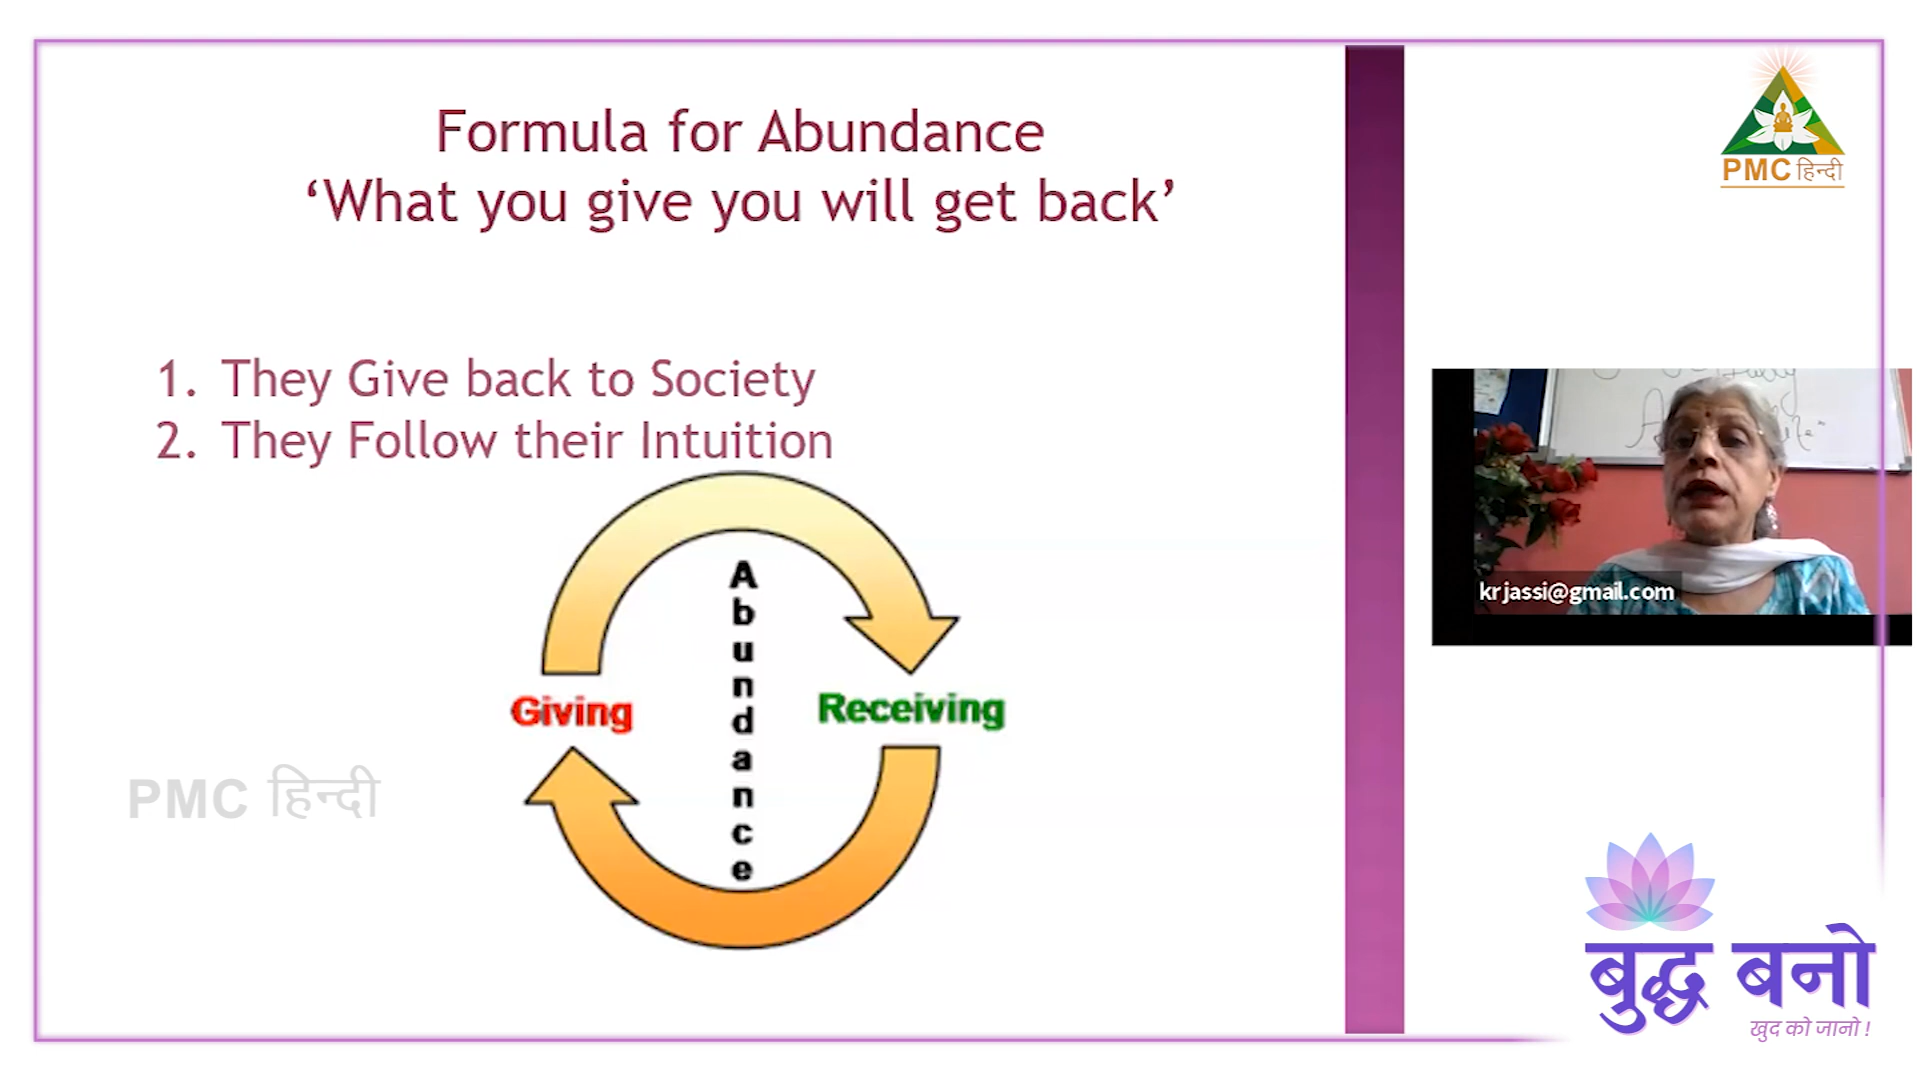 Formula for Abundance
‘What you give you will get back’
1. They Give back to Society
2. They Follow their Intuition
Abundance
Giving
Receiving
PMC हिन्दी
PMC हिन्दी
krjassi@gmail.com
बुद्ध बनो
खुद को जानो !